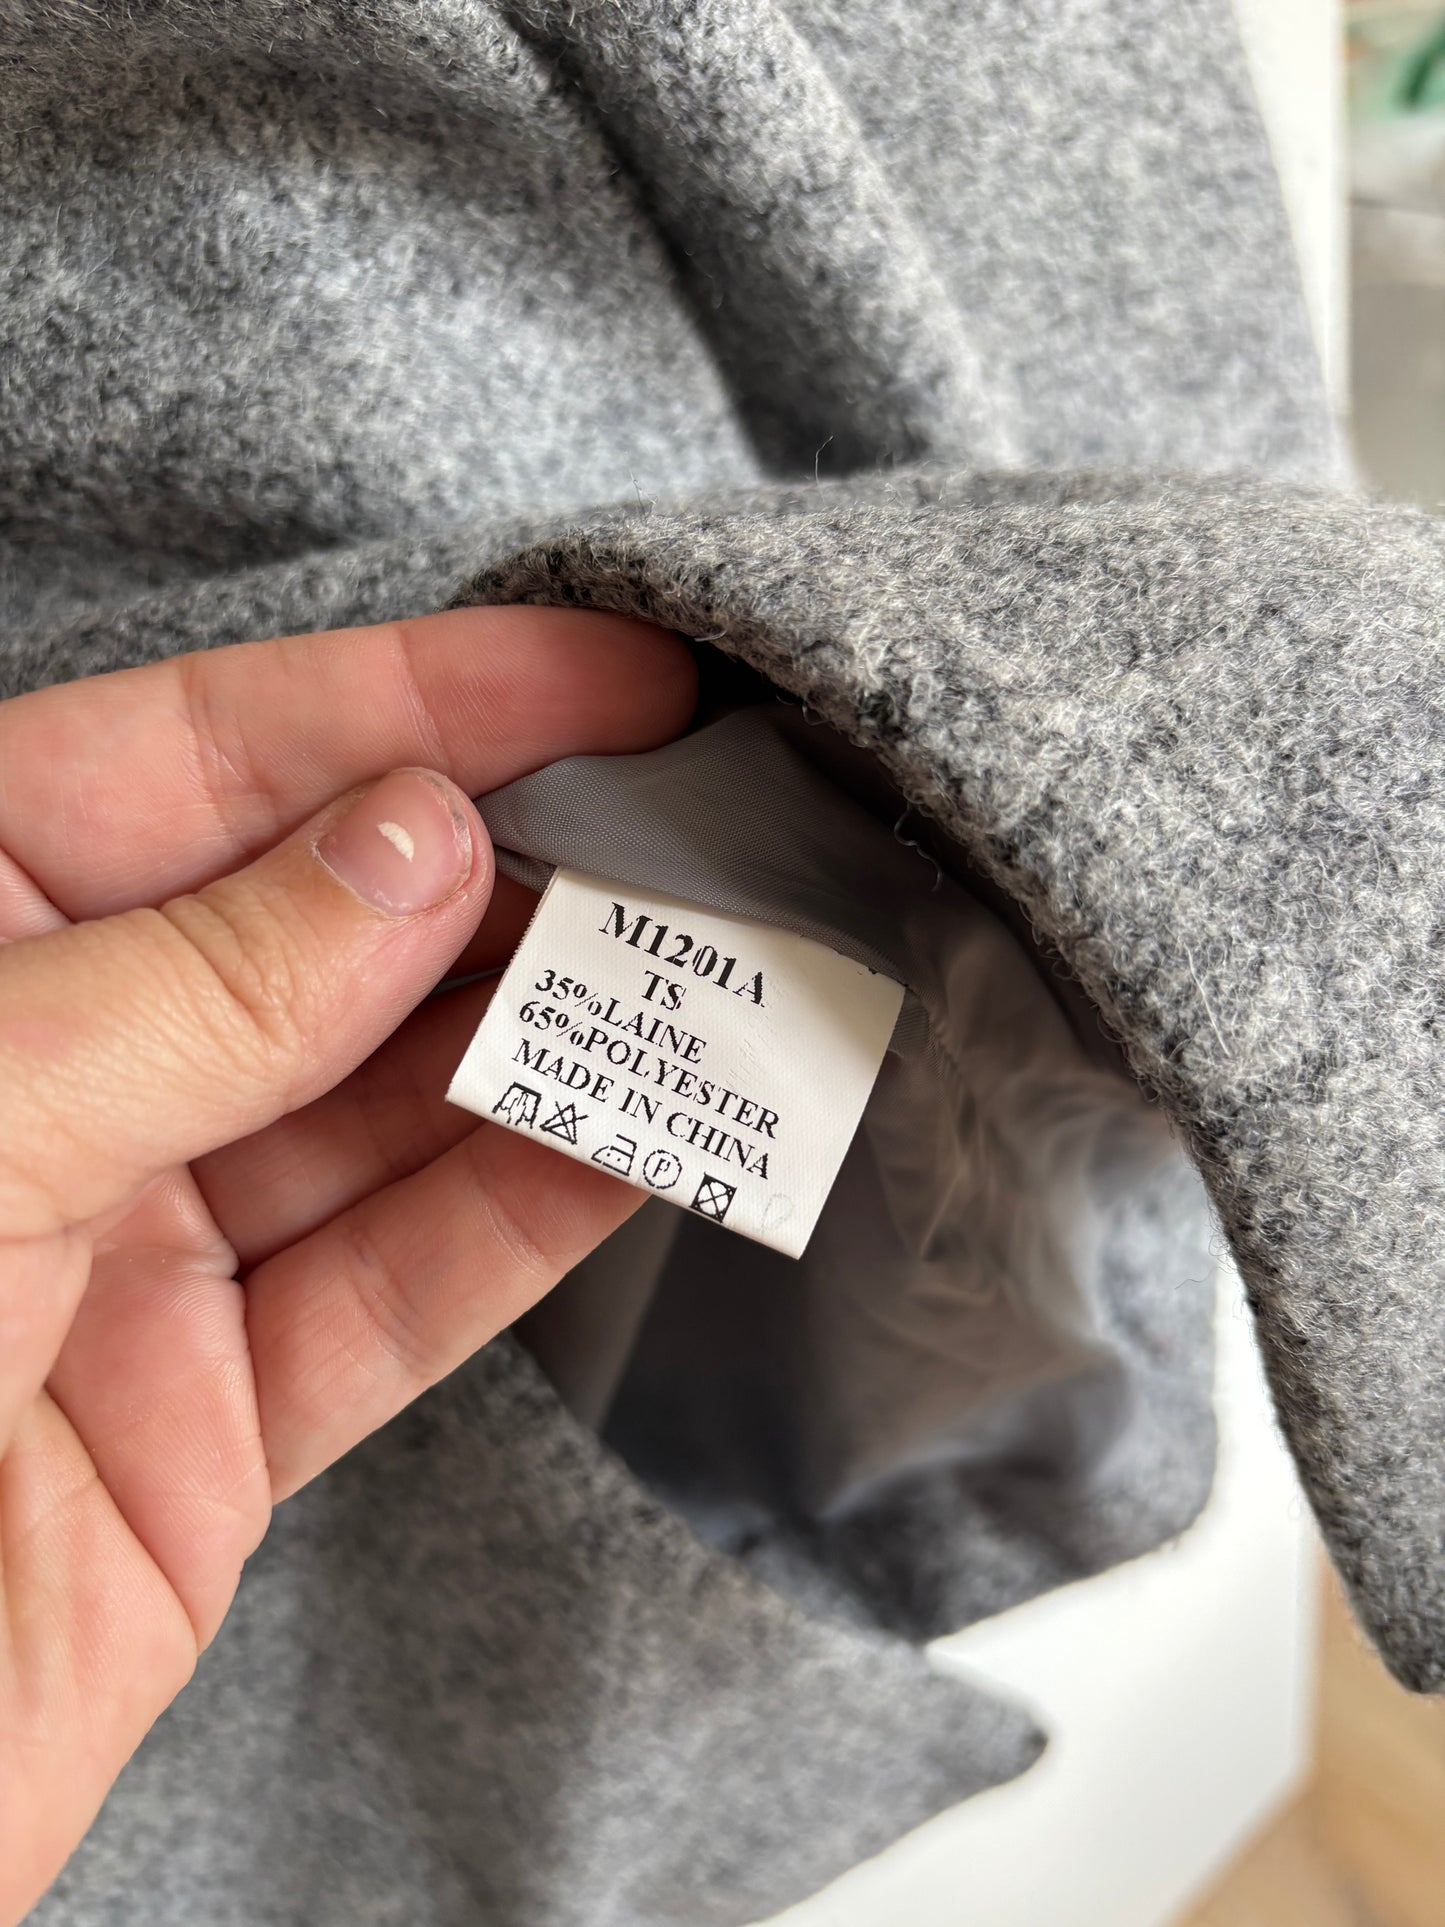 M1201A
TS
35%LAINE
65%POLYESTER
MADE IN CHINA
P